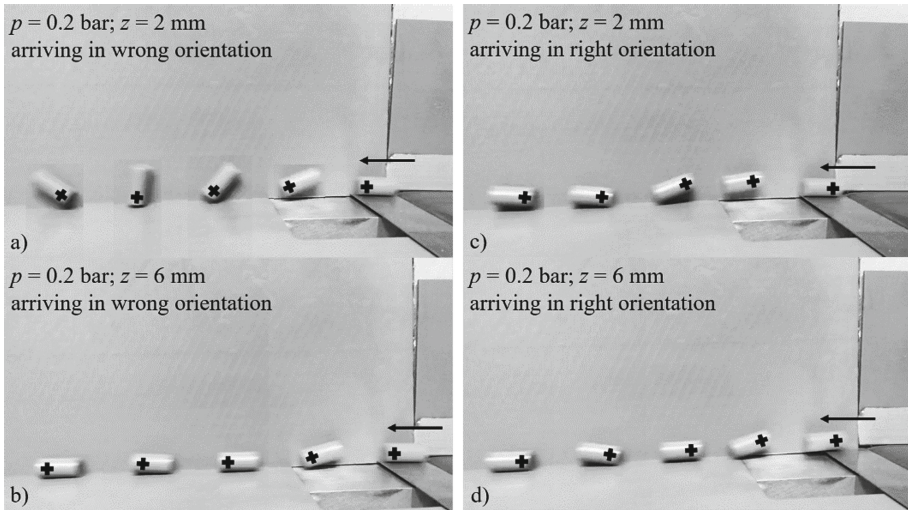 p = 0.2 bar; z = 2 mm
arriving in wrong orientation
a)
p = 0.2 bar; z = 2 mm
arriving in right orientation
c)
p = 0.2 bar; z = 6 mm
arriving in wrong orientation
b)
p = 0.2 bar; z = 6 mm
arriving in right orientation
d)